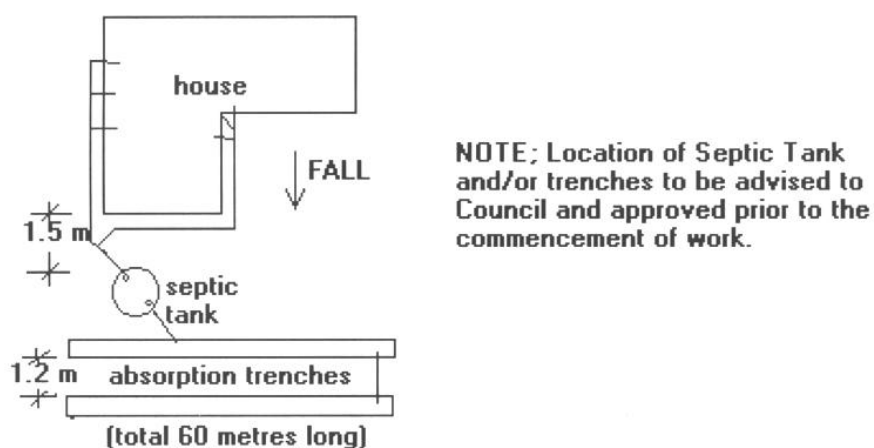 house
FALL
NOTE; Location of Septic Tank
and/or trenches to be advised to
Council and approved prior to the
commencement of work.
1.5 m
septic
tank
1.2 m
absorption trenches
(total 60 metres long)